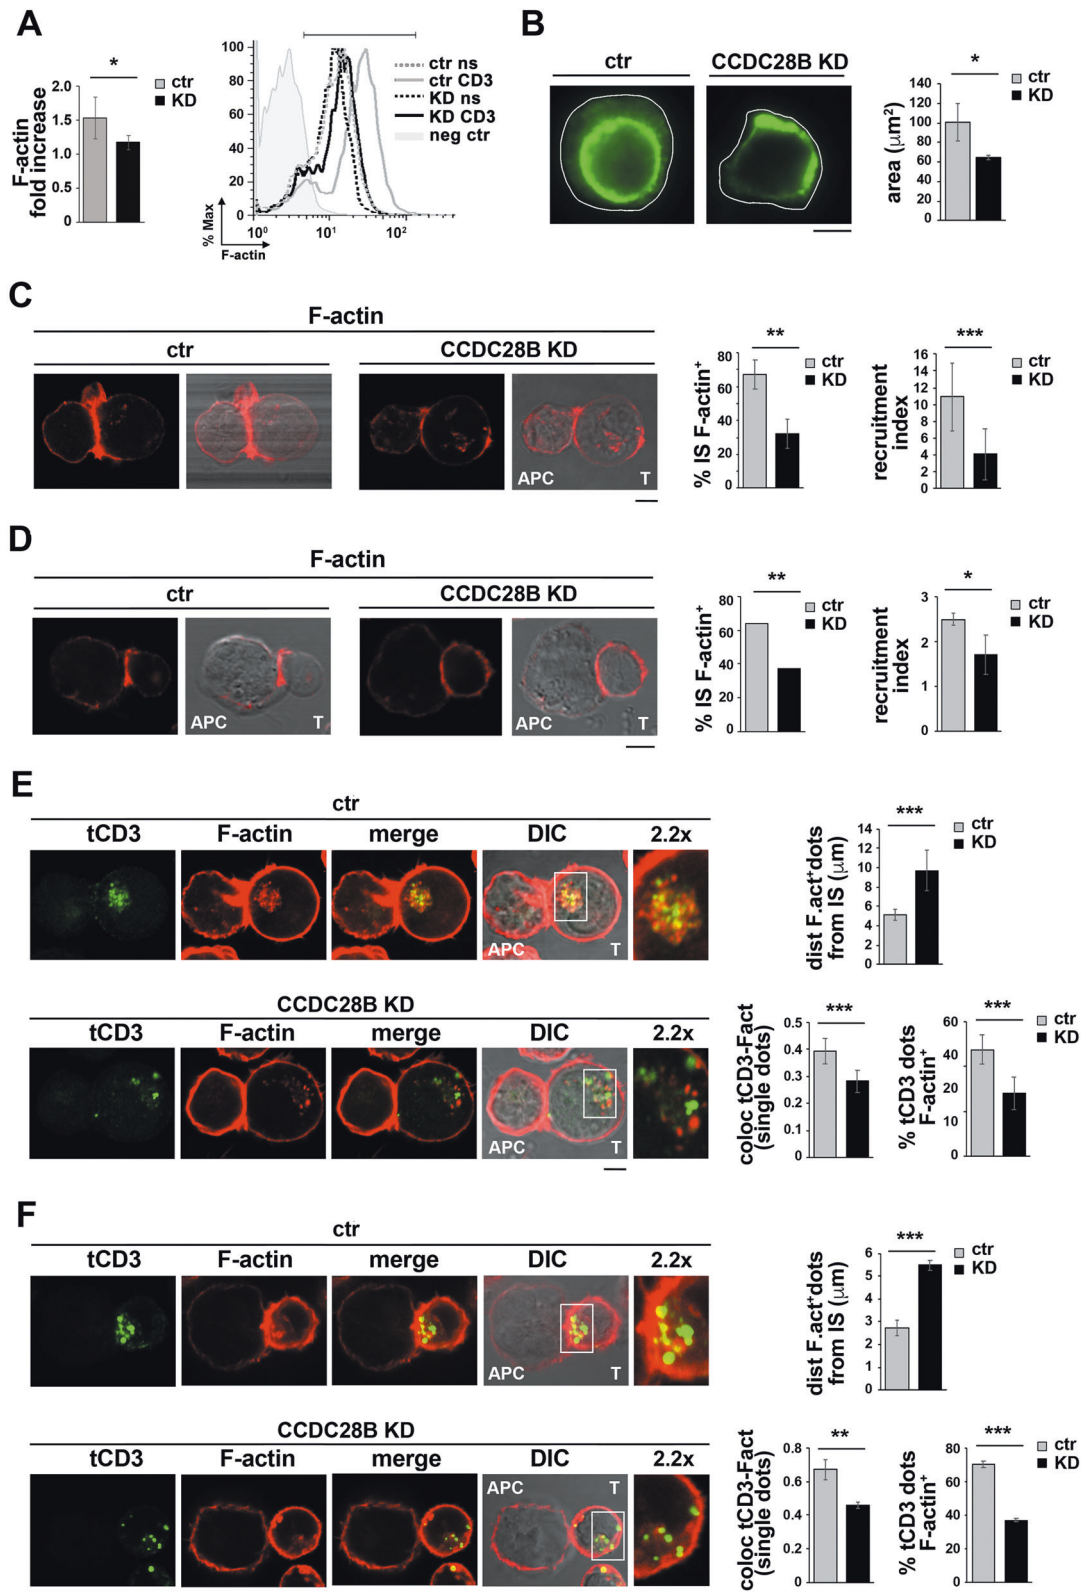 A
*
ctr
KD
F-actin
fold increase
2.0
1.5
1.0
0.5
0
100
80
60
40
20
0
% Max
10⁰
10¹
10²
F-actin
ctr ns
ctr CD3
KD ns
KD CD3
neg ctr
B
ctr
CCDC28B KD
*
ctr
KD
area (µm²)
140
120
100
80
60
40
20
0
C
F-actin
ctr
CCDC28B KD
APC
T
**
ctr
KD
% IS F-actin⁺
80
60
40
20
0
***
ctr
KD
recruitment
index
16
14
12
10
8
6
4
2
0
D
F-actin
ctr
CCDC28B KD
APC
T
APC
T
**
ctr
KD
% IS F-actin⁺
80
60
40
20
0
*
ctr
KD
recruitment
index
3
2
1
0
E
ctr
tCD3
F-actin
merge
DIC
2.2x
APC
T
***
ctr
KD
dist F.act⁺dots
from IS (µm)
14
12
10
8
6
4
2
0
CCDC28B KD
tCD3
F-actin
merge
DIC
2.2x
APC
T
***
coloc tCD3-Fact
(single dots)
0.5
0.4
0.3
0.2
0.1
0
***
ctr
KD
% tCD3 dots
F-actin⁺
60
40
20
10
0
F
ctr
tCD3
F-actin
merge
DIC
2.2x
APC
T
***
ctr
KD
dist F.act⁺dots
from IS (µm)
6
5
4
3
2
1
0
CCDC28B KD
tCD3
F-actin
merge
DIC
2.2x
APC
T
**
coloc tCD3-Fact
(single dots)
0.8
0.6
0.4
0.2
0
***
ctr
KD
% tCD3 dots
F-actin⁺
80
60
40
20
0